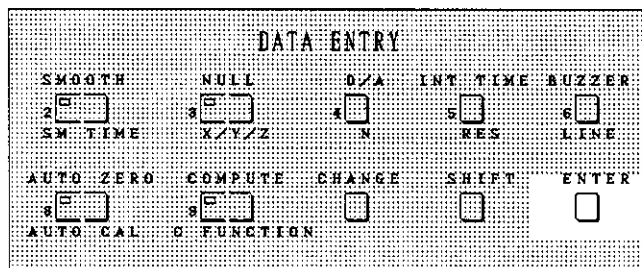 DATA ENTRY
SMOOTH NULL D/A INT TIME BUZZER
2 3 4 5 6
SM TIME X/Y/Z N RES LINE
AUTO ZERO COMPUTE CHANGE SHIFT ENTER
8 9
AUTO CAL C FUNCTION